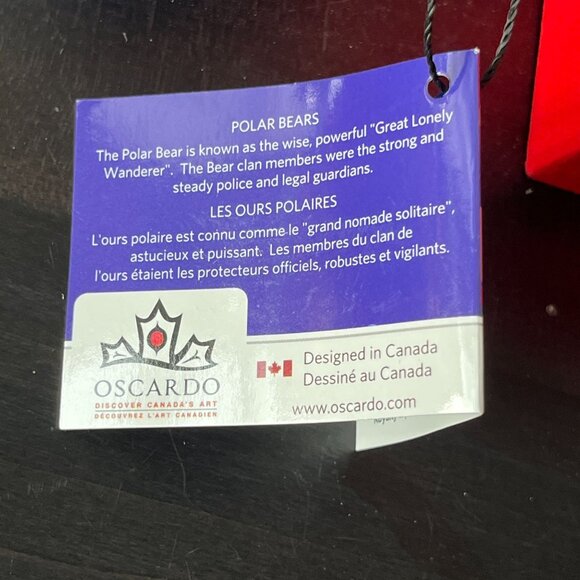 POLAR BEARS
The Polar Bear is known as the wise, powerful "Great Lonely
Wanderer". The Bear clan members were the strong and
steady police and legal guardians.
LES OURS POLAIRES
L'ours polaire est connu comme le "grand nomade solitaire",
astucieux et puissant. Les membres du clan de
l'ours étaient les protecteurs officiels, robustes et vigilants.
OSCARDO
DISCOVER CANADA'S ART
DÉCOUVREZ L'ART CANADIEN
Designed in Canada
Dessiné au Canada
www.oscardo.com